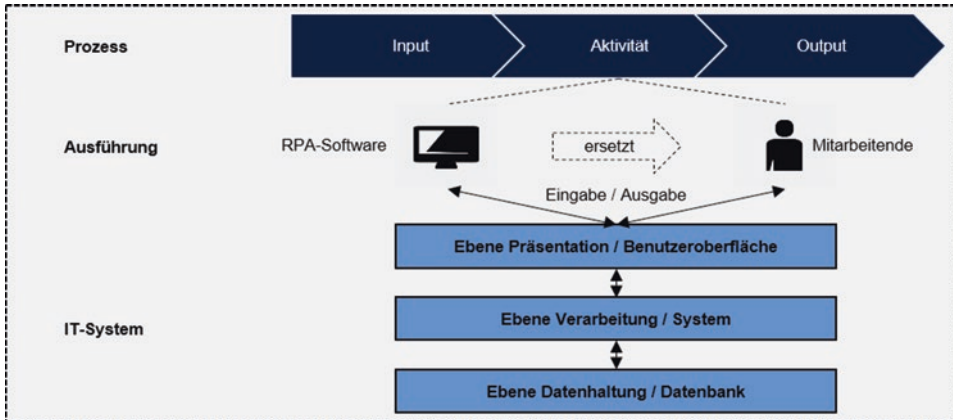 Prozess
Input
Aktivität
Output
Ausführung
RPA-Software
ersetzt
Mitarbeitende
Eingabe / Ausgabe
Ebene Präsentation / Benutzeroberfläche
IT-System
Ebene Verarbeitung / System
Ebene Datenhaltung / Datenbank